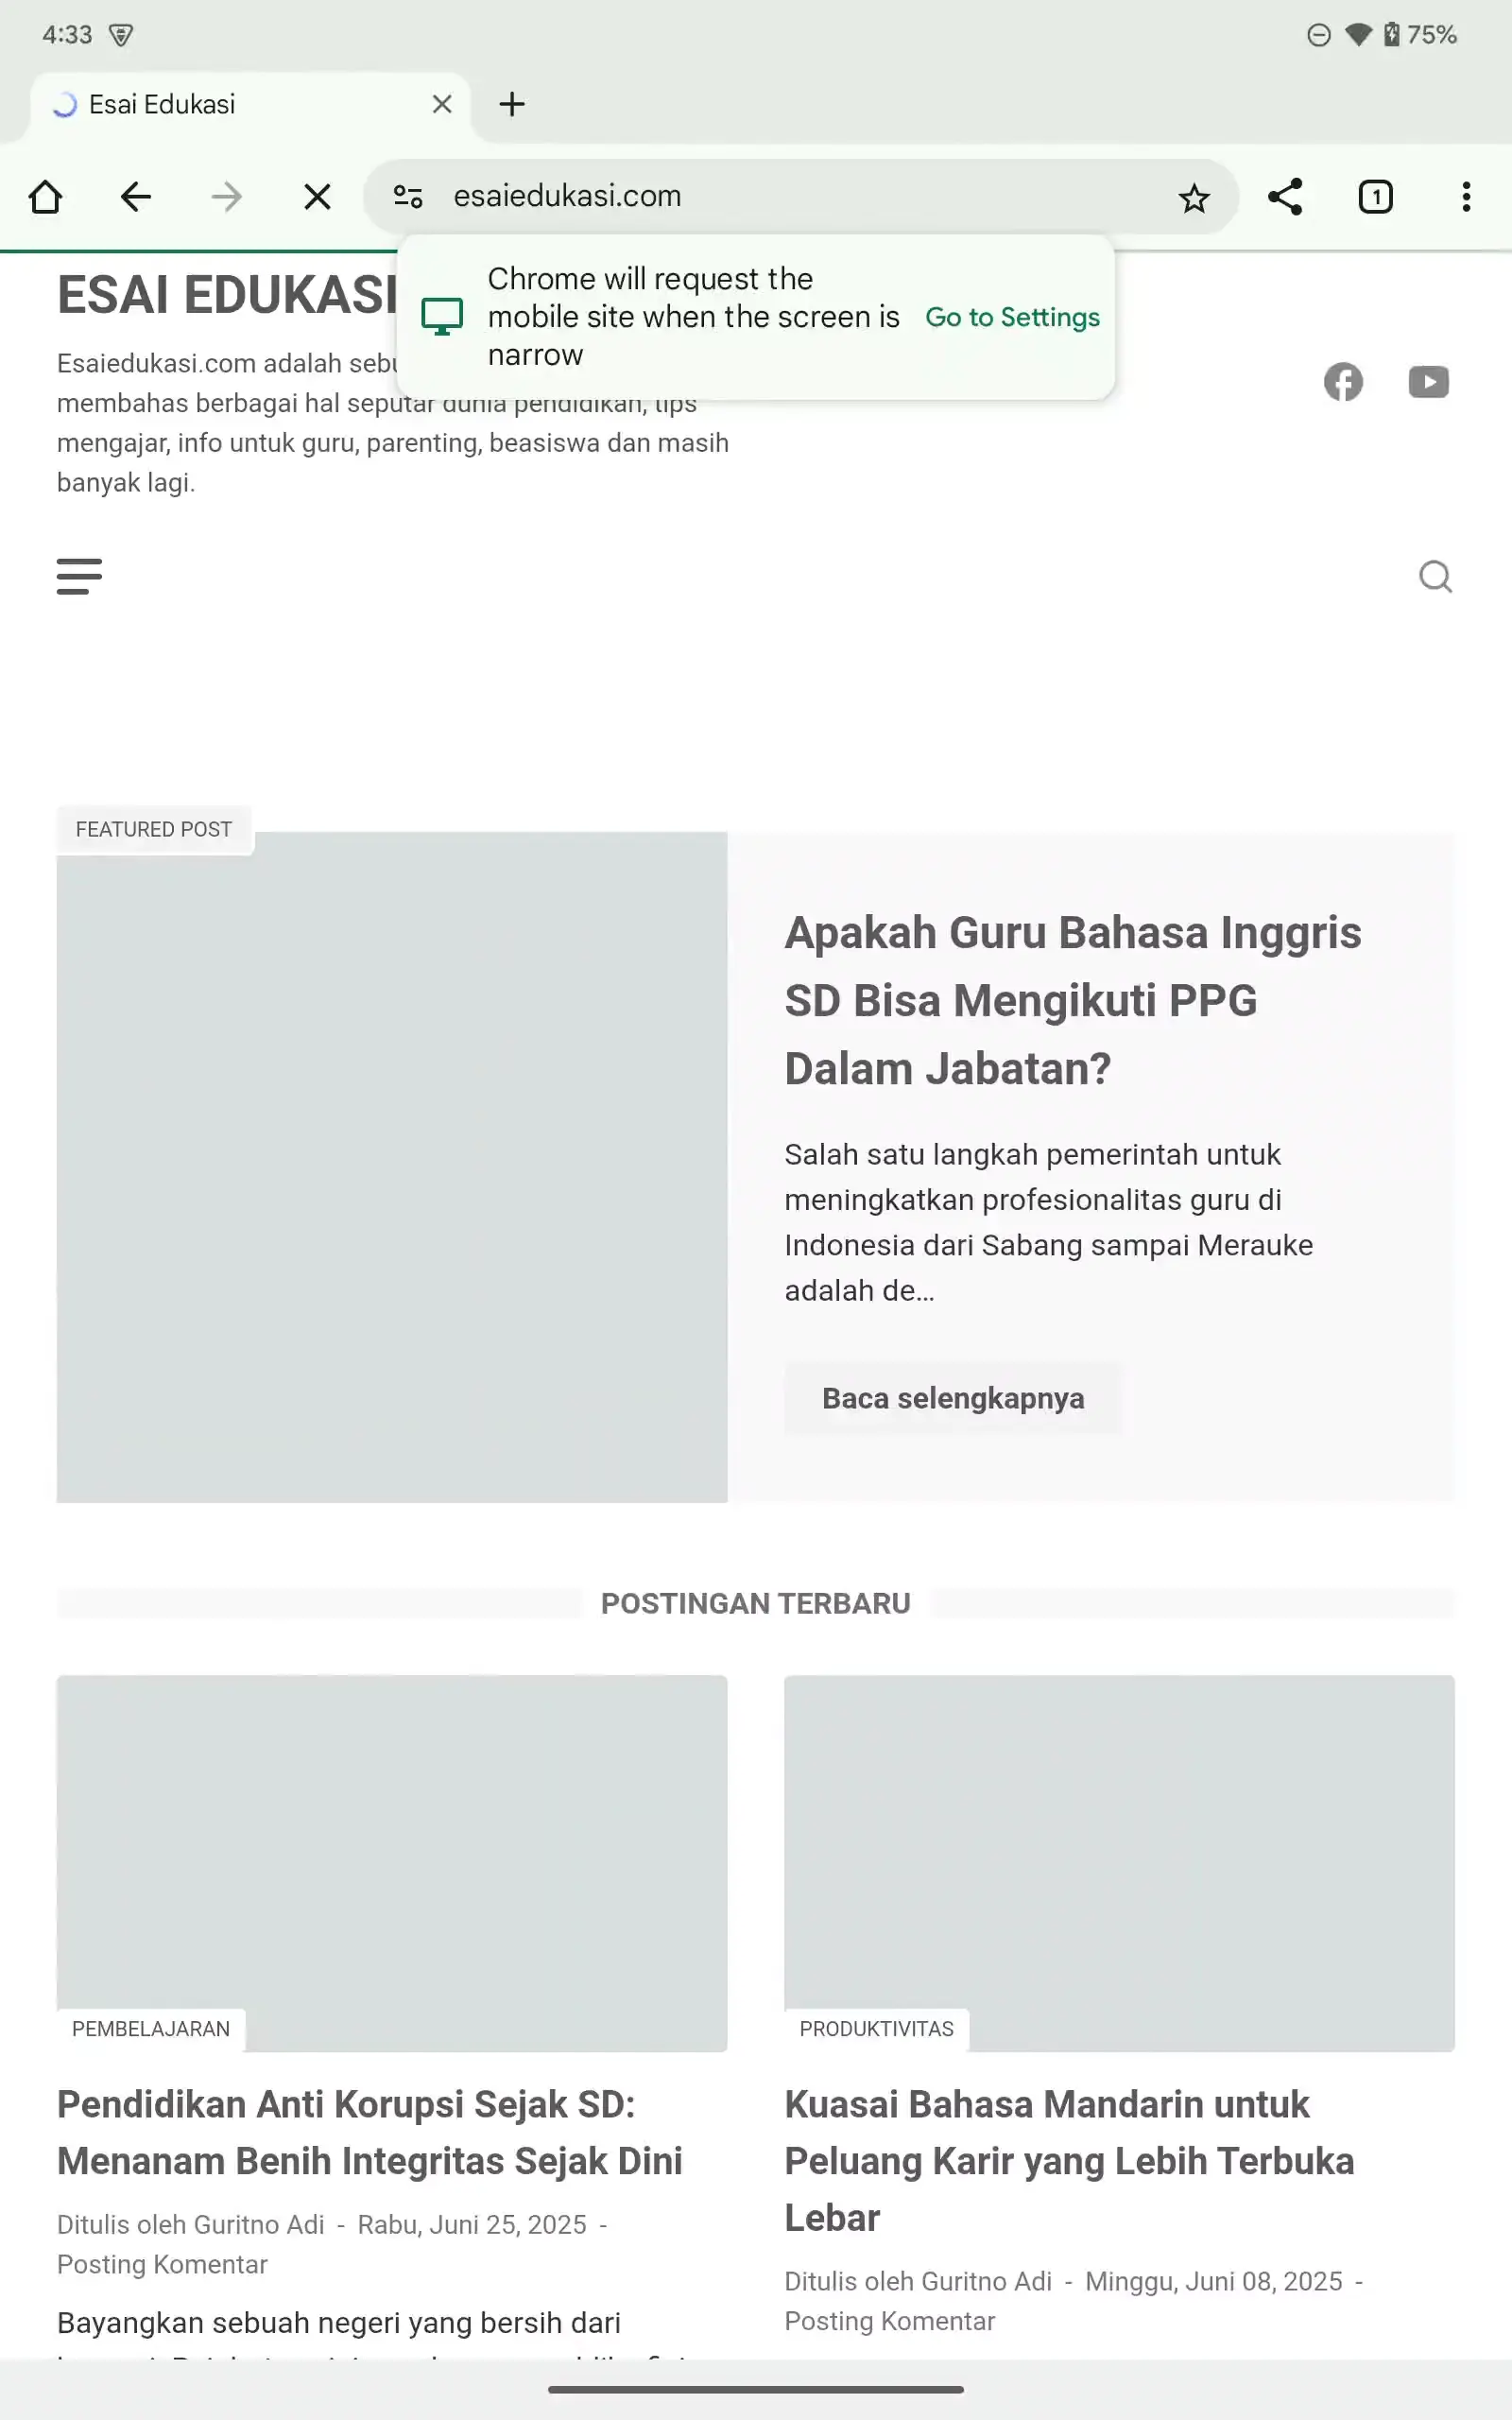 4:33
75%
Esai Edukasi
esaiedukasi.com
1
Chrome will request the
mobile site when the screen is
narrow
Go to Settings
ESAI EDUKASI
Esaiedukasi.com adalah
membahas berbagai hal seputar dunia pendidikan, tips
mengajar, info untuk guru, parenting, beasiswa dan masih
banyak lagi.
FEATURED POST
Apakah Guru Bahasa Inggris
SD Bisa Mengikuti PPG
Dalam Jabatan?
Salah satu langkah pemerintah untuk
meningkatkan profesionalitas guru di
Indonesia dari Sabang sampai Merauke
adalah de...
Baca selengkapnya
POSTINGAN TERBARU
PEMBELAJARAN
Pendidikan Anti Korupsi Sejak SD:
Menanam Benih Integritas Sejak Dini
Ditulis oleh Guritno Adi - Rabu, Juni 25, 2025 -
Posting Komentar
Bayangkan sebuah negeri yang bersih dari
PRODUKTIVITAS
Kuasai Bahasa Mandarin untuk
Peluang Karir yang Lebih Terbuka
Lebar
Ditulis oleh Guritno Adi - Minggu, Juni 08, 2025 -
Posting Komentar